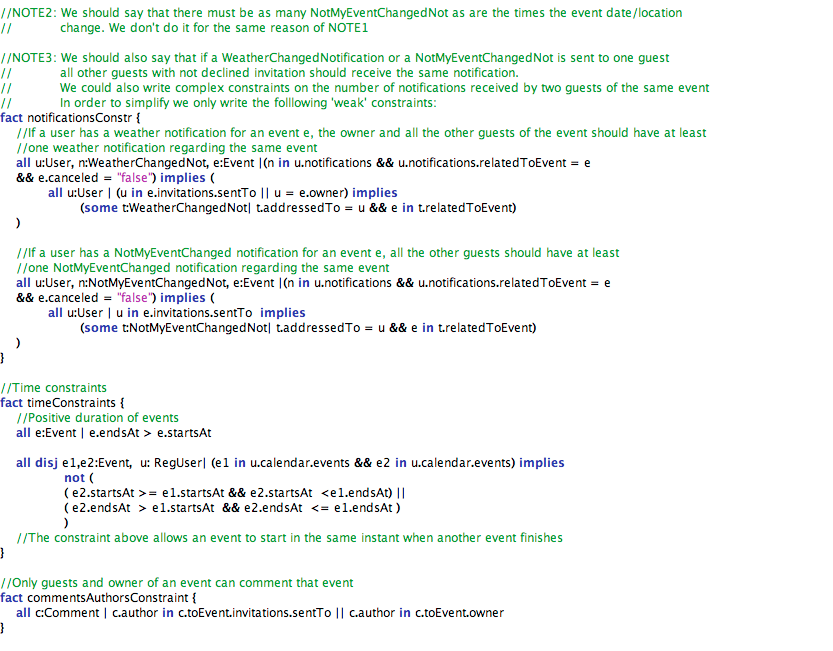 //NOTE2: We should say that there must be as many NotMyEventChangedNot as are the times the event date/location
//            change. We don't do it for the same reason of NOTE1

//NOTE3: We should also say that if a WeatherChangedNotification or a NotMyEventChangedNot is sent to one guest
//            all other guests with not declined invitation should receive the same notification.
//            We could also write complex constraints on the number of notifications received by two guests of the same event
//            In order to simplify we only write the folllowing 'weak' constraints:
fact notificationsConstr {
    //If a user has a weather notification for an event e, the owner and all the other guests of the event should have at least
    //one weather notification regarding the same event
    all u:User, n:WeatherChangedNot, e:Event |(n in u.notifications && u.notifications.relatedToEvent = e
    && e.canceled = "false") implies (
            all u:User | (u in e.invitations.sentTo || u = e.owner) implies
                    (some t:WeatherChangedNot| t.addressedTo = u && e in t.relatedToEvent)
    )

    //If a user has a NotMyEventChanged notification for an event e, all the other guests should have at least
    //one NotMyEventChanged notification regarding the same event
    all u:User, n:NotMyEventChangedNot, e:Event |(n in u.notifications && u.notifications.relatedToEvent = e
    && e.canceled = "false") implies (
            all u:User | u in e.invitations.sentTo  implies
                    (some t:NotMyEventChangedNot| t.addressedTo = u && e in t.relatedToEvent)
    )
}

//Time constraints
fact timeConstraints {
    //Positive duration of events
    all e:Event | e.endsAt > e.startsAt

    all disj e1,e2:Event,  u: RegUser| (e1 in u.calendar.events && e2 in u.calendar.events) implies
                not (
                ( e2.startsAt >= e1.startsAt && e2.startsAt  <e1.endsAt) ||
                ( e2.endsAt  > e1.startsAt  && e2.endsAt  <= e1.endsAt )
                )
    //The constraint above allows an event to start in the same instant when another event finishes
}

//Only guests and owner of an event can comment that event
fact commentsAuthorsConstraint {
    all c:Comment | c.author in c.toEvent.invitations.sentTo || c.author in c.toEvent.owner
}